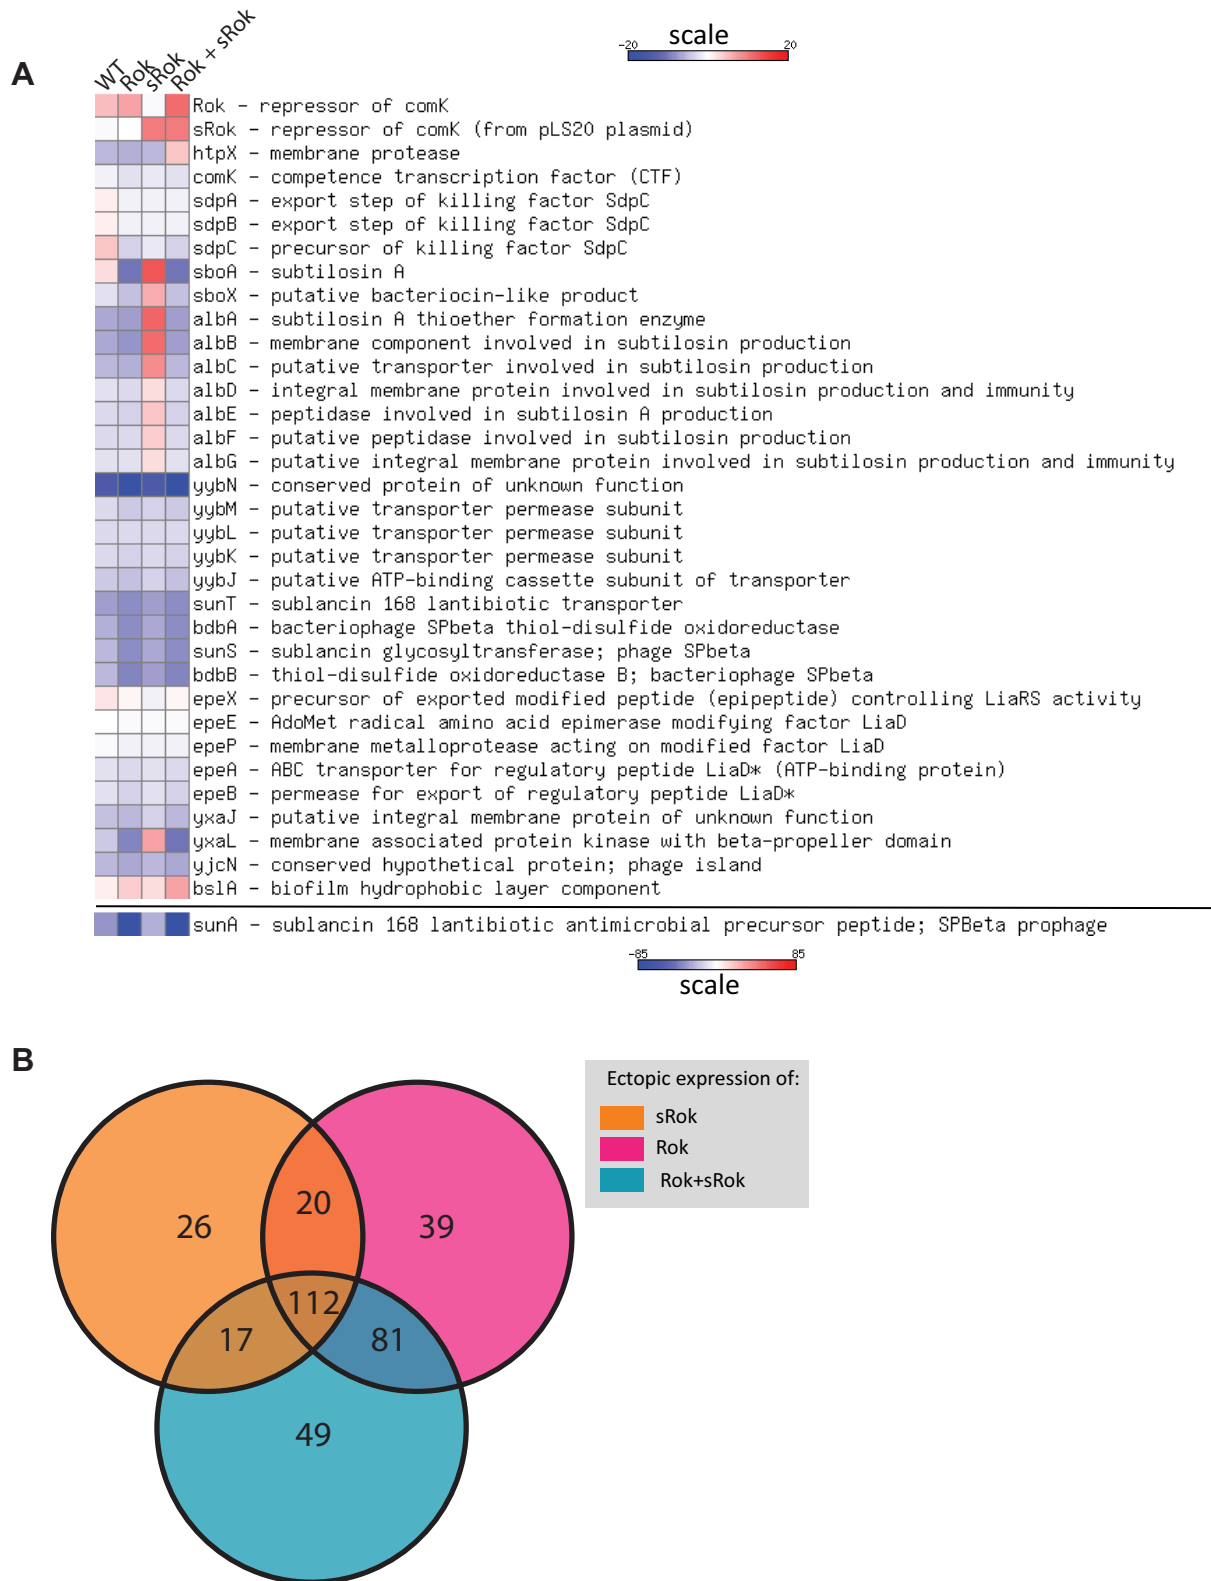 A
WT
Rok
sRok
Rok + sRok
scale
-20
20
Rok - repressor of comK
sRok - repressor of comK (from pLS20 plasmid)
htpX - membrane protease
comK - competence transcription factor (CTF)
sdpA - export step of killing factor SdpC
sdpB - export step of killing factor SdpC
sdpC - precursor of killing factor SdpC
sboA - subtilosin A
sboX - putative bacteriocin-like product
albA - subtilosin A thioether formation enzyme
albB - membrane component involved in subtilosin production
albC - putative transporter involved in subtilosin production
albD - integral membrane protein involved in subtilosin production and immunity
albE - peptidase involved in subtilosin A production
albF - putative peptidase involved in subtilosin production
albG - putative integral membrane protein involved in subtilosin production and immunity
yybN - conserved protein of unknown function
yybM - putative transporter permease subunit
yybL - putative transporter permease subunit
yybK - putative transporter permease subunit
yybJ - putative ATP-binding cassette subunit of transporter
sunT - sublancin 168 lantibiotic transporter
bdbA - bacteriophage SPbeta thiol-disulfide oxidoreductase
sunS - sublancin glycosyltransferase; phage SPbeta
bdbB - thiol-disulfide oxidoreductase B; bacteriophage SPbeta
epeX - precursor of exported modified peptide (epipeptide) controlling LiaRS activity
epeE - AdoMet radical amino acid epimerase modifying factor LiaD
epeP - membrane metalloprotease acting on modified factor LiaD
epeA - ABC transporter for regulatory peptide LiaD* (ATP-binding protein)
epeB - permease for export of regulatory peptide LiaD*
yxaJ - putative integral membrane protein of unknown function
yxaL - membrane associated protein kinase with beta-propeller domain
yjcN - conserved hypothetical protein; phage island
bslA - biofilm hydrophobic layer component
sunA - sublancin 168 lantibiotic antimicrobial precursor peptide; SPBeta prophage
-85
85
scale
B
Ectopic expression of:
sRok
Rok
Rok+sRok
20
26
39
112
17
81
49